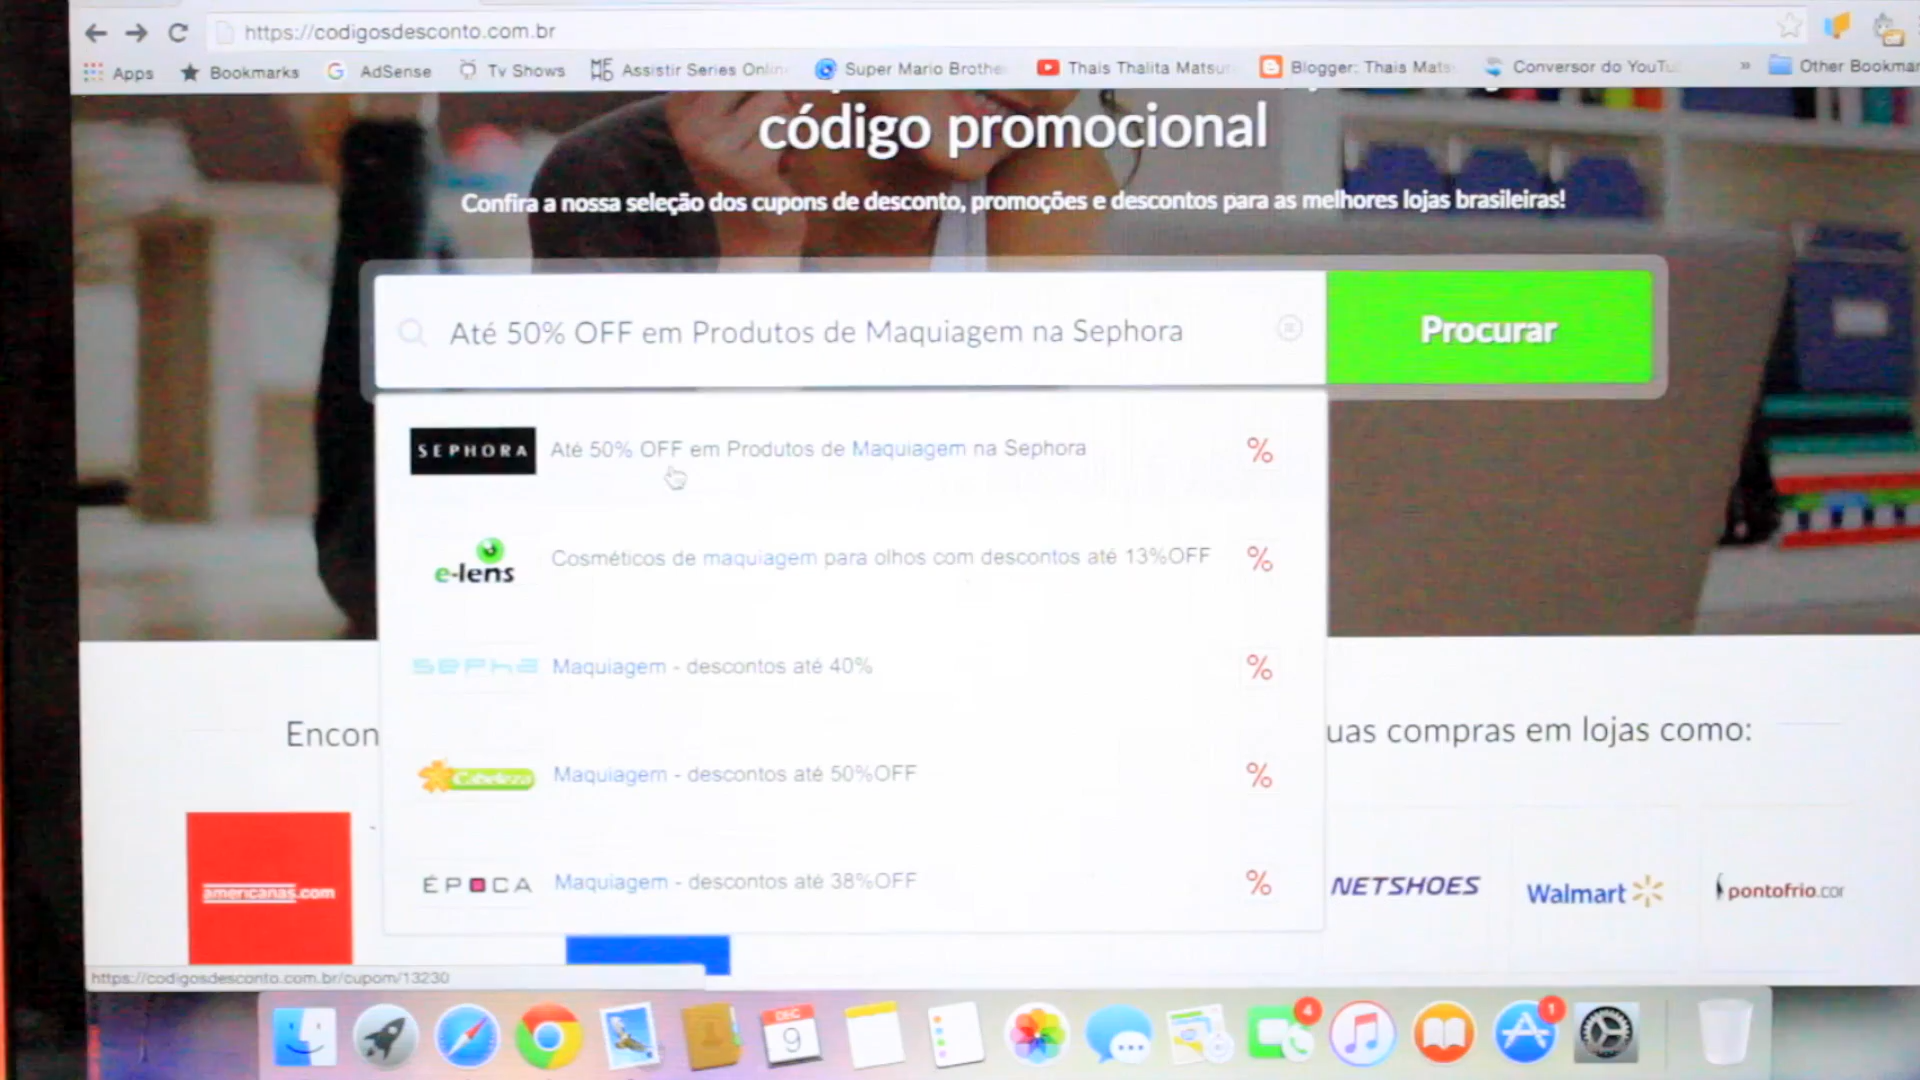 https://codigosdesconto.com.br
Apps
Bookmarks
AdSense
Tv Shows
Assistir Series Onlin
Super Mario Brothe
Thais Thalita Matsu
Blogger: Thais Mats
Conversor do YouTu
»
Other Bookmar
código promocional
Confira a nossa seleção dos cupons de desconto, promoções e descontos para as melhores lojas brasileiras!
Até 50% OFF em Produtos de Maquiagem na Sephora
Procurar
SEPHORA Até 50% OFF em Produtos de Maquiagem na Sephora %
e-lens Cosméticos de maquiagem para olhos com descontos até 13%OFF %
sepha Maquiagem - descontos até 40% %
Cabeleza Maquiagem - descontos até 50%OFF %
ÉPOCA Maquiagem - descontos até 38%OFF %
Encon
uas compras em lojas como:
americanas.com
NETSHOES
Walmart
pontofrio.cor
https://codigosdesconto.com.br/cupom/13230
DEC
9
4
1